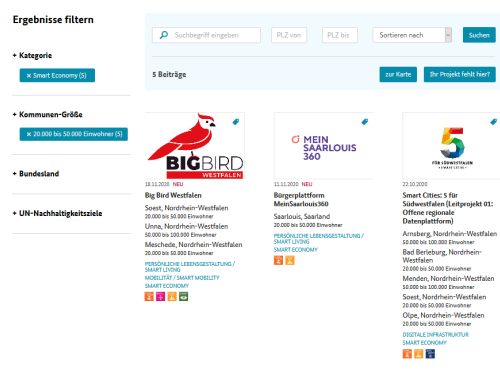 Ergebnisse filtern
+ Kategorie
× Smart Economy (5)
+ Kommunen-Größe
× 20.000 bis 50.000 Einwohner (5)
+ Bundesland
+ UN-Nachhaltigkeitsziele
Suchbegriff eingeben
PLZ von
PLZ bis
Sortieren nach
Suchen
5 Beiträge
zur Karte
Ihr Projekt fehlt hier?
BIGBIRD
WESTFALEN
18.11.2020 NEU
Big Bird Westfalen
Soest, Nordrhein-Westfalen
20.000 bis 50.000 Einwohner
Unna, Nordrhein-Westfalen
50.000 bis 100.000 Einwohner
Meschede, Nordrhein-Westfalen
20.000 bis 50.000 Einwohner
PERSÖNLICHE LEBENSGESTALTUNG /
SMART LIVING
MOBILITÄT / SMART MOBILITY
SMART ECONOMY
MEIN
SAARLOUIS
360
11.11.2020 NEU
Bürgerplattform
MeinSaarlouis360
Saarlouis, Saarland
20.000 bis 50.000 Einwohner
PERSÖNLICHE LEBENSGESTALTUNG /
SMART LIVING
SMART ECONOMY
5
FÜR SÜDWESTFALEN
SMART CITIES
22.10.2020
Smart Cities: 5 für
Südwestfalen (Leitprojekt 01:
Offene regionale
Datenplattform)
Arnsberg, Nordrhein-Westfalen
50.000 bis 100.000 Einwohner
Bad Berleburg, Nordrhein-
Westfalen
20.000 bis 50.000 Einwohner
Menden, Nordrhein-Westfalen
50.000 bis 100.000 Einwohner
Soest, Nordrhein-Westfalen
20.000 bis 50.000 Einwohner
Olpe, Nordrhein-Westfalen
20.000 bis 50.000 Einwohner
DIGITALE INFRASTRUKTUR
SMART ECONOMY